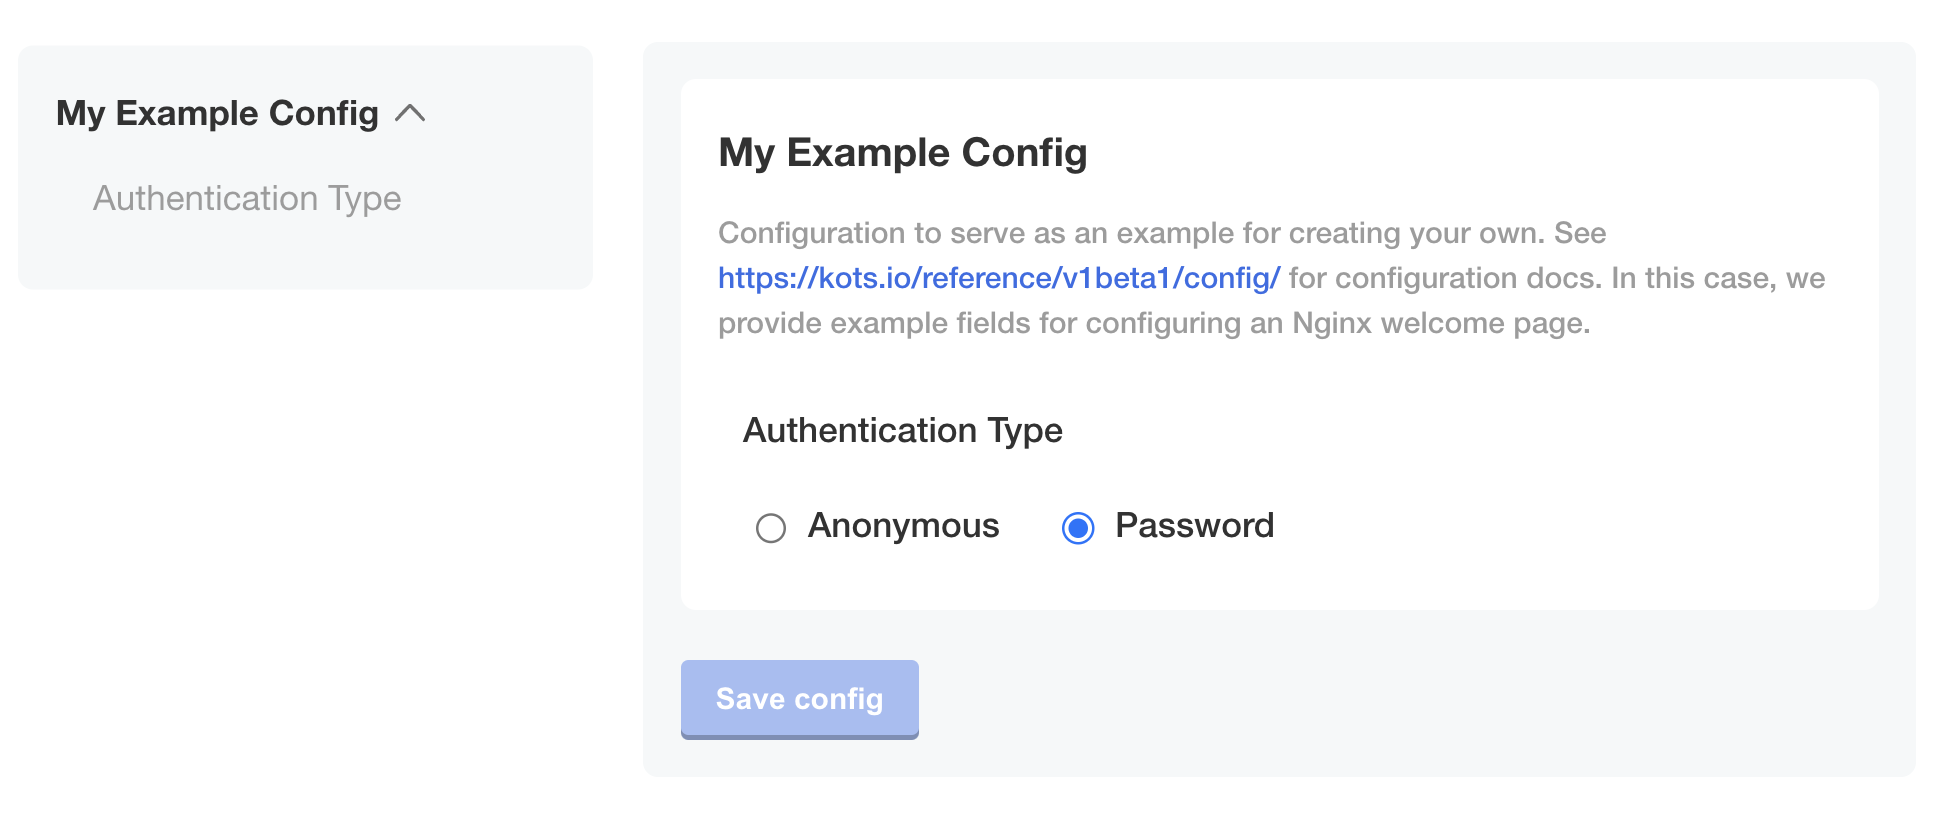 My Example Config
Authentication Type
My Example Config
Configuration to serve as an example for creating your own. See
https://kots.io/reference/v1beta1/config/ for configuration docs. In this case, we
provide example fields for configuring an Nginx welcome page.
Authentication Type
Anonymous Password
Save config